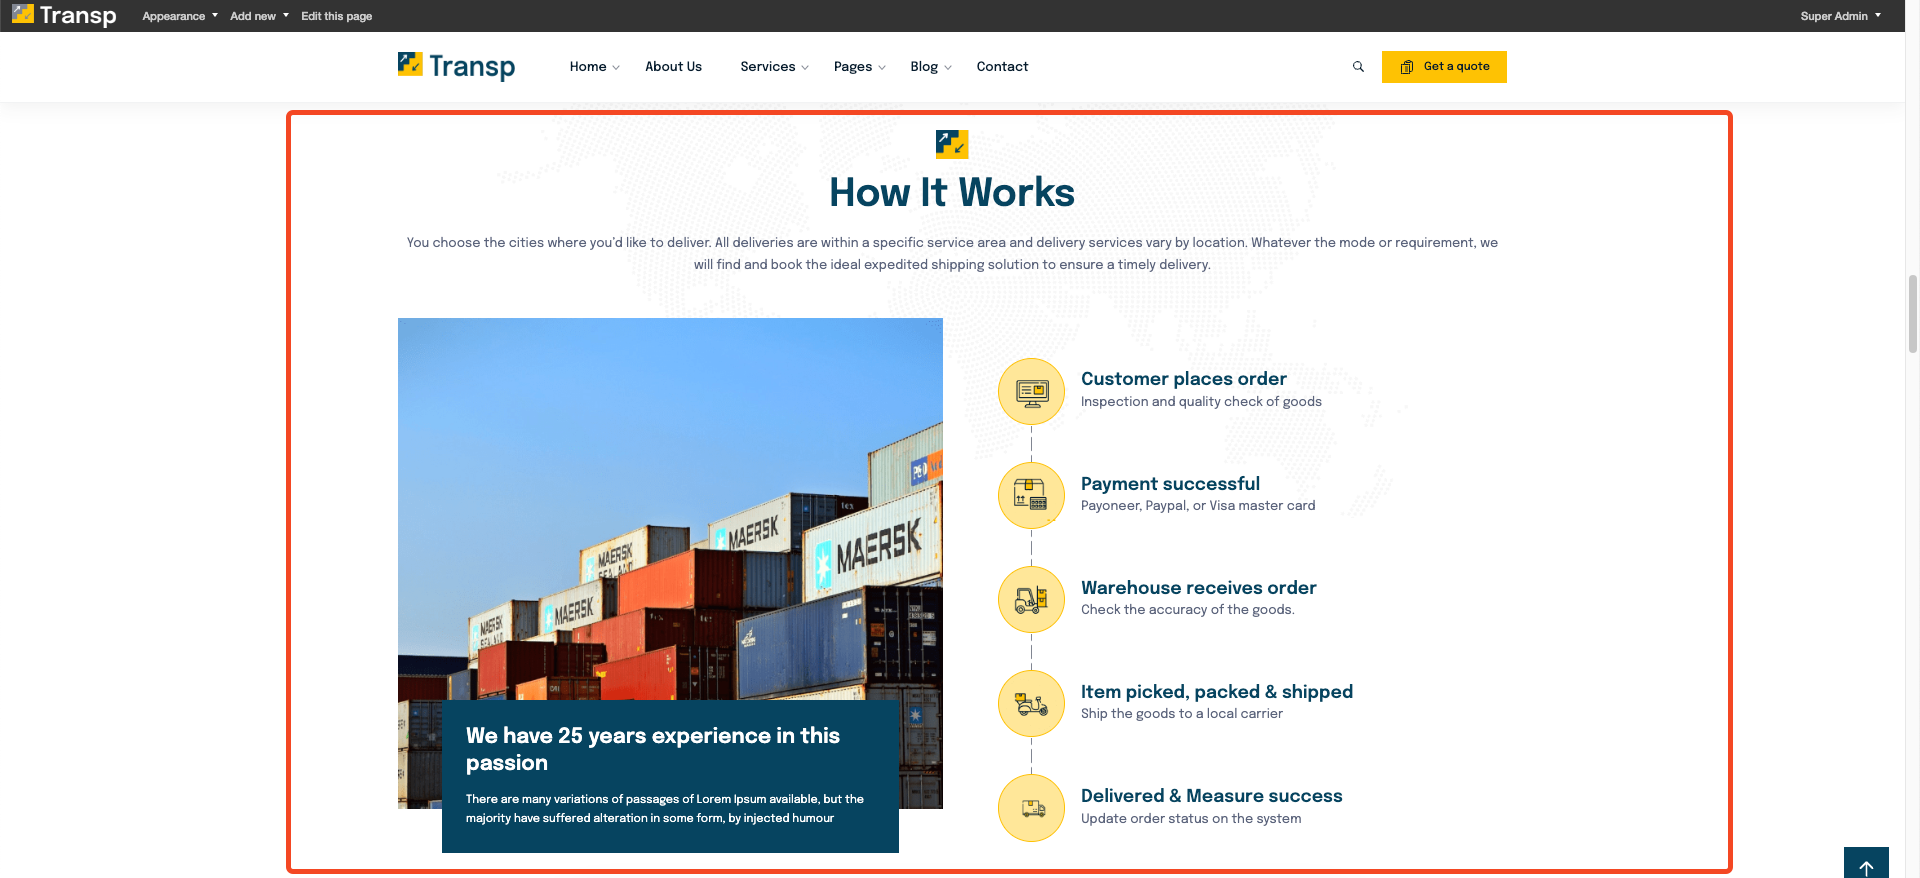 Transp
Appearance
Add new
Edit this page
Super Admin
Transp
Home
About Us
Services
Pages
Blog
Contact
Get a quote
How It Works
You choose the cities where you'd like to deliver. All deliveries are within a specific service area and delivery services vary by location. Whatever the mode or requirement, we
will find and book the ideal expedited shipping solution to ensure a timely delivery.
P&O
tex
MAERSK
MAERSK
MAERSK
MAERSK
MAERSK
We have 25 years experience in this
passion
There are many variations of passages of Lorem Ipsum available, but the
majority have suffered alteration in some form, by injected humour
Customer places order
Inspection and quality check of goods
Payment successful
Payoneer, Paypal, or Visa master card
Warehouse receives order
Check the accuracy of the goods.
Item picked, packed & shipped
Ship the goods to a local carrier
Delivered & Measure success
Update order status on the system